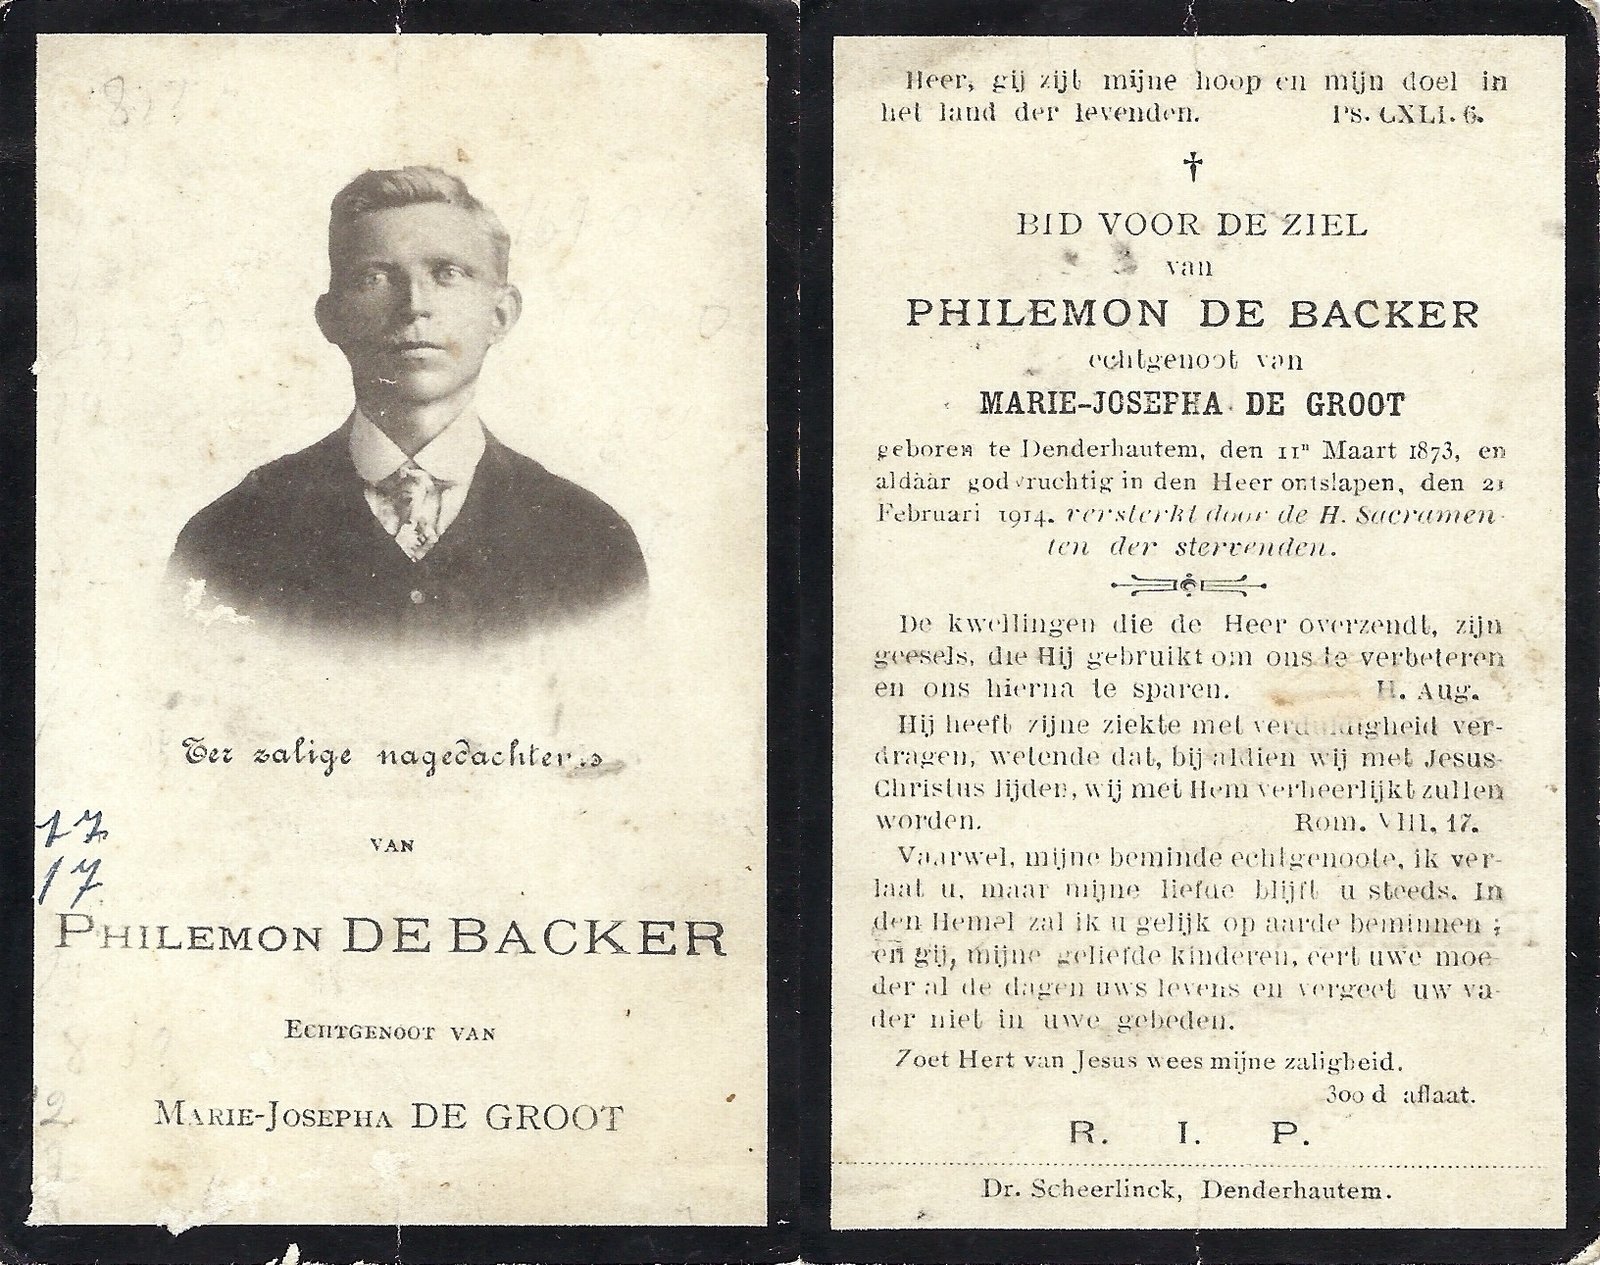 Ter zalige nagedachtenis
17
VAN
17
PHILEMON DE BACKER
ECHTGENOOT VAN
MARIE-JOSEPHA DE GROOT
Heer, gij zijt mijne hoop en mijn doel in
het land der levenden. Ps. CXLI. 6.
†
BID VOOR DE ZIEL
van
PHILEMON DE BACKER
echtgenoot van
MARIE-JOSEPHA DE GROOT
geboren te Denderhautem, den 11n Maart 1873, en
aldaar godvruchtig in den Heer ontslapen, den 21
Februari 1914. versterkt door de H. Sacramen-
ten der stervenden.
De kwellingen die de Heer overzendt, zijn
geesels, die Hij gebruikt om ons te verbeteren
en ons hierna te sparen. H. Aug.
Hij heeft zijne ziekte met verduldigheid ver-
dragen, wetende dat, bij aldien wij met Jesus-
Christus lijden, wij met Hem verheerlijkt zullen
worden. Rom. VIII. 17.
Vaarwel, mijne beminde echtgenoote, ik ver-
laat u, maar mijne liefde blijft u steeds. In
den Hemel zal ik u gelijk op aarde beminnen ;
en gij, mijne geliefde kinderen, eert uwe moe-
der al de dagen uws levens en vergeet uw va-
der niet in uwe gebeden.
Zoet Hert van Jesus wees mijne zaligheid.
300 d aflaat.
R. I. P.
Dr. Scheerlinck, Denderhautem.